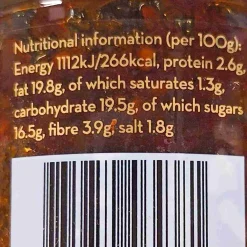 Nutritional information (per 100g):
Energy 1112kJ/266kcal, protein 2.6g,
fat 19.8g, of which saturates 1.3g,
carbohydrate 19.5g, of which sugars
16.5g, fibre 3.9g, salt 1.8g